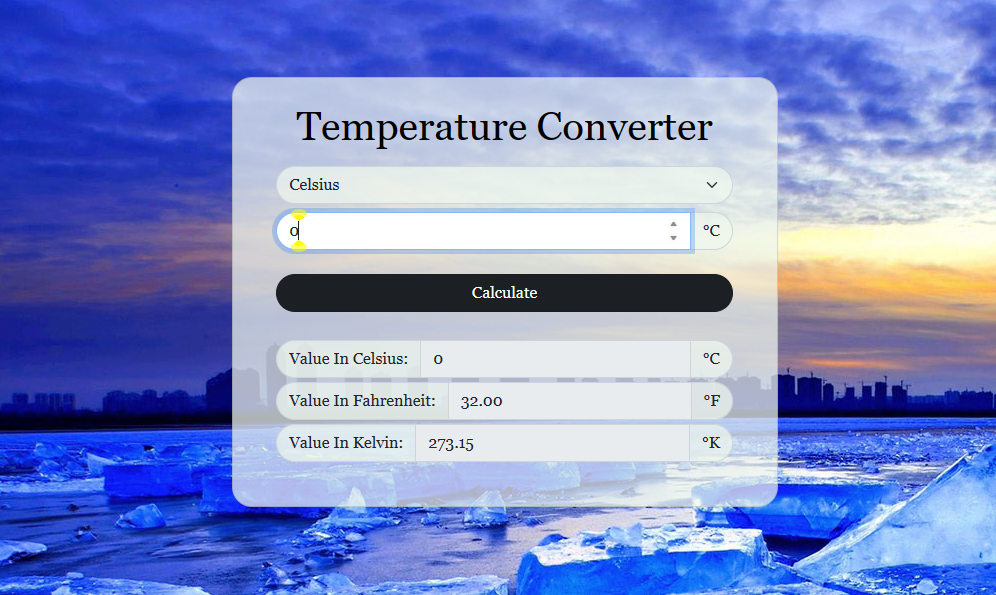 Temperature Converter
Celsius
0 °C
Calculate
Value In Celsius: 0 °C
Value In Fahrenheit: 32.00 °F
Value In Kelvin: 273.15 °K